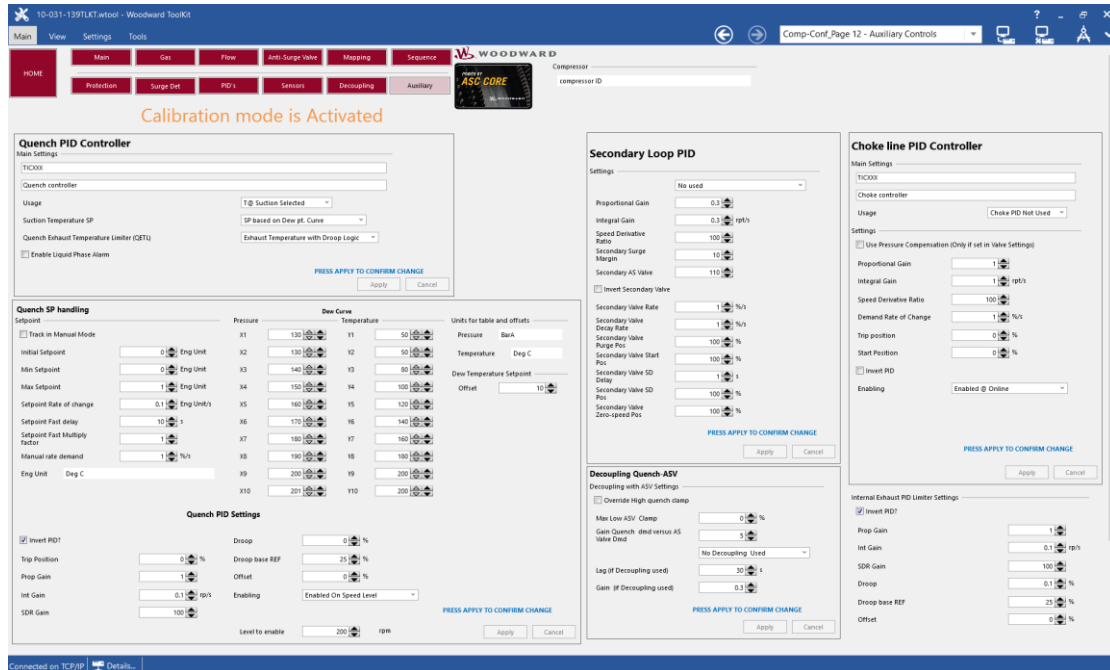 10-031-139TLKT.wtool - Woodward ToolKit
Main View Settings Tools
Comp-Conf_Page 12 - Auxiliary Controls
HOME
Main Gas Flow Anti-Surge Valve Mapping Sequence
Protection Surge Det PID's Sensors Decoupling Auxiliary
WOODWARD
POWER BY
ASC CORE
Compressor
compressor ID
Calibration mode is Activated
Quench PID Controller
Main Settings
TICXXX
Quench controller
Usage T@ Suction Selected
Suction Temperature SP SP based on Dew pt. Curve
Quench Exhaust Temperature Limiter (QETL) Exhaust Temperature with Droop Logic
Enable Liquid Phase Alarm
PRESS APPLY TO CONFIRM CHANGE
Apply Cancel
Quench SP handling
Setpoint
Track in Manual Mode
Initial Setpoint 0 Eng Unit
Min Setpoint 0 Eng Unit
Max Setpoint 1 Eng Unit
Setpoint Rate of change 0.1 Eng Unit/s
Setpoint Fast delay 10 s
Setpoint Fast Multiply
factor 1
Manual rate demand 1 %/s
Eng Unit Deg C
Dew Curve
Pressure Temperature
X1 130 Y1 50
X2 130 Y2 50
X3 140 Y3 80
X4 150 Y4 100
X5 160 Y5 120
X6 170 Y6 140
X7 180 Y7 160
X8 190 Y8 180
X9 200 Y9 200
X10 201 Y10 200
Units for table and offsets
Pressure BarA
Temperature Deg C
Dew Temperature Setpoint
Offset 10
Quench PID Settings
Invert PID?
Trip Position 0 %
Prop Gain 1
Int Gain 0.1 rp/s
SDR Gain 100
Droop 0 %
Droop base REF 25 %
Offset 0 %
Enabling Enabled On Speed Level
Level to enable 200 rpm
PRESS APPLY TO CONFIRM CHANGE
Apply Cancel
Secondary Loop PID
Settings
No used
Proportional Gain 0.3
Integral Gain 0.3 rpt/s
Speed Derivative
Ratio 100
Secondary Surge
Margin 10
Secondary AS Valve 110
Invert Secondary Valve
Secondary Valve Rate 1 %/s
Secondary Valve
Decay Rate 1 %/s
Secondary Valve
Purge Pos 100 %
Secondary Valve Start
Pos 100 %
Secondary Valve SD
Delay 1 s
Secondary Valve SD
Pos 100 %
Secondary Valve
Zero-speed Pos 100 %
PRESS APPLY TO CONFIRM CHANGE
Apply Cancel
Decoupling Quench-ASV
Decoupling with ASV Settings
Override High quench clamp
Max Low ASV Clamp 0 %
Gain Quench dmd versus AS
Valve Dmd 5
No Decoupling Used
Lag (if Decoupling used) 30 s
Gain (if Decoupling used) 0.3
PRESS APPLY TO CONFIRM CHANGE
Apply Cancel
Choke line PID Controller
Main Settings
TICXXX
Choke controller
Usage Choke PID Not Used
Settings
Use Pressure Compensation (Only if set in Valve Settings)
Proportional Gain 1
Integral Gain 1 rpt/s
Speed Derivative Ratio 100
Demand Rate of Change 1 %/s
Trip position 0 %
Start Position 0 %
Invert PID
Enabling Enabled @ Online
PRESS APPLY TO CONFIRM CHANGE
Apply Cancel
Internal Exhaust PID Limiter Settings
Invert PID?
Prop Gain 1
Int Gain 0.1 rp/s
SDR Gain 100
Droop 0.1 %
Droop base REF 25 %
Offset 0 %
Connected on TCP/IP Details...